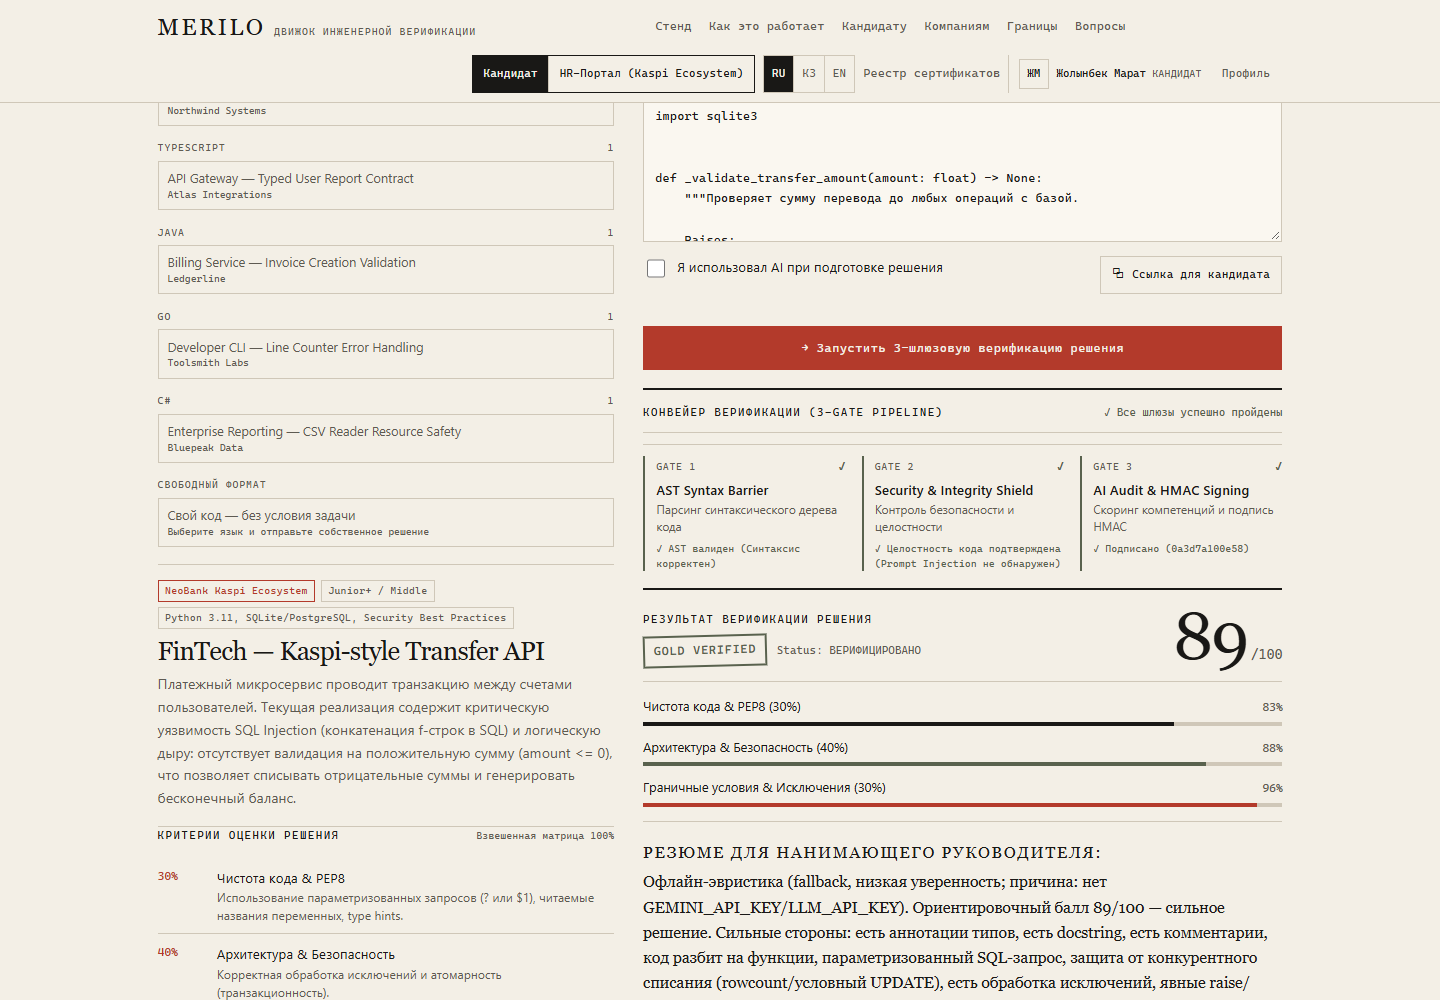 MERILO ДВИЖОК ИНЖЕНЕРНОЙ ВЕРИФИКАЦИИ
Стенд Как это работает Кандидату Компаниям Границы Вопросы
Кандидат HR-Портал (Kaspi Ecosystem) RU КЗ EN Реестр сертификатов ЖМ Жолынбек Марат КАНДИДАТ Профиль
Northwind Systems
TYPESCRIPT 1
API Gateway — Typed User Report Contract
Atlas Integrations
JAVA 1
Billing Service — Invoice Creation Validation
Ledgerline
GO 1
Developer CLI — Line Counter Error Handling
Toolsmith Labs
C# 1
Enterprise Reporting — CSV Reader Resource Safety
Bluepeak Data
СВОБОДНЫЙ ФОРМАТ
Свой код — без условия задачи
Выберите язык и отправьте собственное решение
NeoBank Kaspi Ecosystem Junior+ / Middle
Python 3.11, SQLite/PostgreSQL, Security Best Practices
FinTech — Kaspi-style Transfer API
Платежный микросервис проводит транзакцию между счетами
пользователей. Текущая реализация содержит критическую
уязвимость SQL Injection (конкатенация f-строк в SQL) и логическую
дыру: отсутствует валидация на положительную сумму (amount <= 0),
что позволяет списывать отрицательные суммы и генерировать
бесконечный баланс.
КРИТЕРИИ ОЦЕНКИ РЕШЕНИЯ Взвешенная матрица 100%
30% Чистота кода & PEP8
Использование параметризованных запросов (? или $1), читаемые
названия переменных, type hints.
40% Архитектура & Безопасность
Корректная обработка исключений и атомарность
(транзакционность).
import sqlite3
def _validate_transfer_amount(amount: float) -> None:
"""Проверяет сумму перевода до любых операций с базой.
Raises:
Я использовал AI при подготовке решения
Ссылка для кандидата
→ Запустить 3-шлюзовую верификацию решения
КОНВЕЙЕР ВЕРИФИКАЦИИ (3-GATE PIPELINE) ✓ Все шлюзы успешно пройдены
GATE 1 ✓
AST Syntax Barrier
Парсинг синтаксического дерева
кода
✓ AST валиден (Синтаксис
корректен)
GATE 2 ✓
Security & Integrity Shield
Контроль безопасности и
целостности
✓ Целостность кода подтверждена
(Prompt Injection не обнаружен)
GATE 3 ✓
AI Audit & HMAC Signing
Скоринг компетенций и подпись
HMAC
✓ Подписано (0a3d7a100e58)
РЕЗУЛЬТАТ ВЕРИФИКАЦИИ РЕШЕНИЯ
GOLD VERIFIED Status: ВЕРИФИЦИРОВАНО
89/100
Чистота кода & PEP8 (30%) 83%
Архитектура & Безопасность (40%) 88%
Граничные условия & Исключения (30%) 96%
РЕЗЮМЕ ДЛЯ НАНИМАЮЩЕГО РУКОВОДИТЕЛЯ:
Офлайн-эвристика (fallback, низкая уверенность; причина: нет
GEMINI_API_KEY/LLM_API_KEY). Ориентировочный балл 89/100 — сильное
решение. Сильные стороны: есть аннотации типов, есть docstring, есть комментарии,
код разбит на функции, параметризованный SQL-запрос, защита от конкурентного
списания (rowcount/условный UPDATE), есть обработка исключений, явные raise/